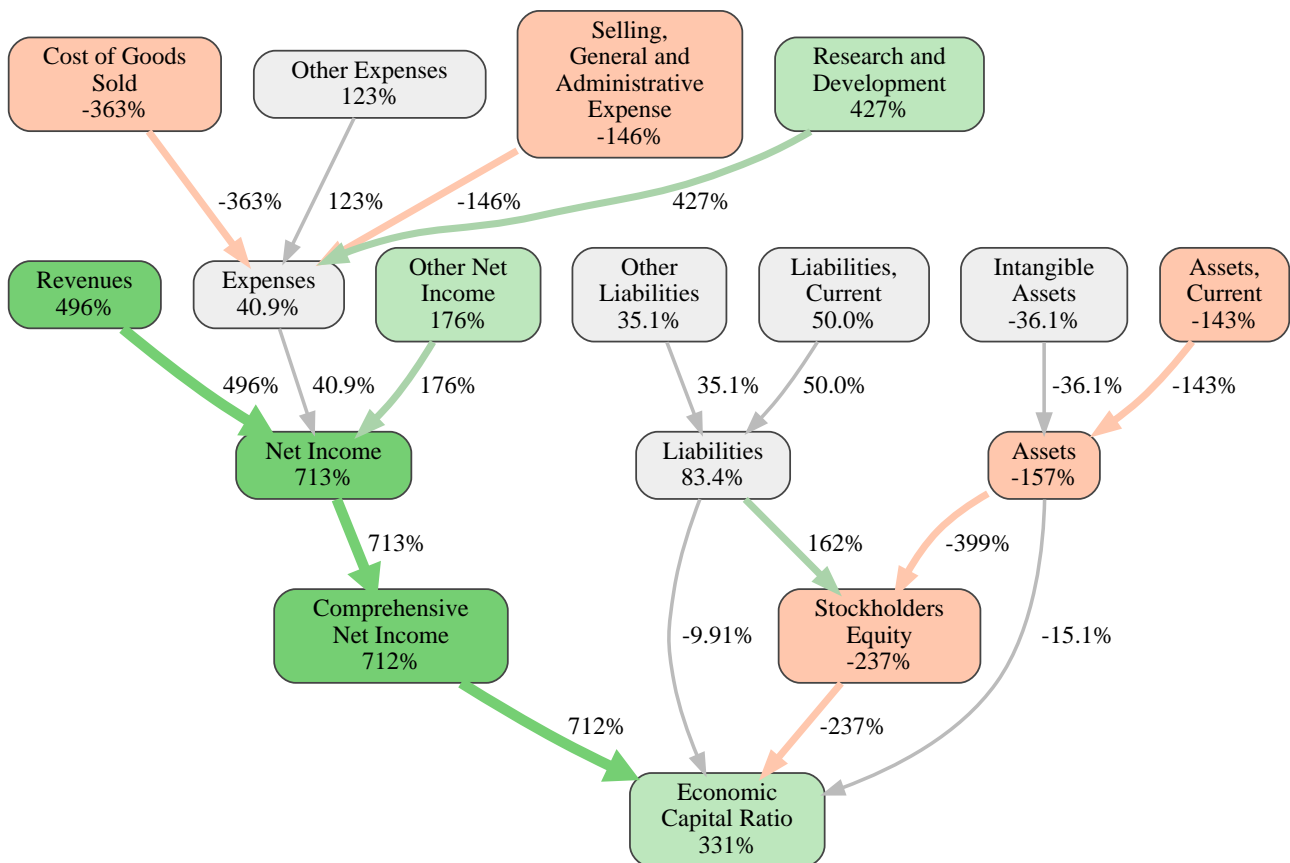 Cost of Goods
Sold
-363%
Other Expenses
123%
Selling,
General and
Administrative
Expense
-146%
Research and
Development
427%
-363%
123%
-146%
427%
Revenues
496%
Expenses
40.9%
Other Net
Income
176%
Other
Liabilities
35.1%
Liabilities,
Current
50.0%
Intangible
Assets
-36.1%
Assets,
Current
-143%
496%
40.9%
176%
35.1%
50.0%
-36.1%
-143%
Net Income
713%
Liabilities
83.4%
Assets
-157%
713%
162%
-399%
Comprehensive
Net Income
712%
-9.91%
Stockholders
Equity
-237%
-15.1%
712%
-237%
Economic
Capital Ratio
331%